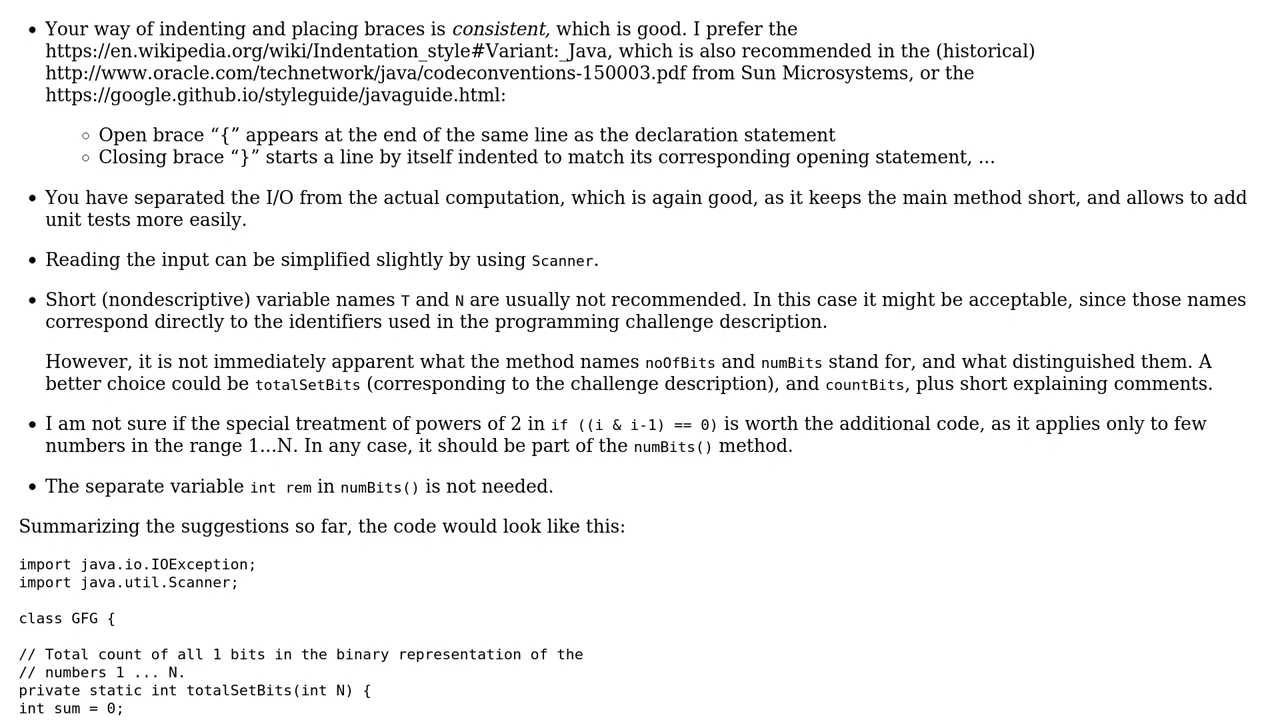 • Your way of indenting and placing braces is consistent, which is good. I prefer the
https://en.wikipedia.org/wiki/Indentation_style#Variant:_Java, which is also recommended in the (historical)
http://www.oracle.com/technetwork/java/codeconventions-150003.pdf from Sun Microsystems, or the
https://google.github.io/styleguide/javaguide.html:
◦ Open brace “{” appears at the end of the same line as the declaration statement
◦ Closing brace “}” starts a line by itself indented to match its corresponding opening statement, ...
• You have separated the I/O from the actual computation, which is again good, as it keeps the main method short, and allows to add
unit tests more easily.
• Reading the input can be simplified slightly by using Scanner.
• Short (nondescriptive) variable names T and N are usually not recommended. In this case it might be acceptable, since those names
correspond directly to the identifiers used in the programming challenge description.
However, it is not immediately apparent what the method names noOfBits and numBits stand for, and what distinguished them. A
better choice could be totalSetBits (corresponding to the challenge description), and countBits, plus short explaining comments.
• I am not sure if the special treatment of powers of 2 in if ((i & i-1) == 0) is worth the additional code, as it applies only to few
numbers in the range 1...N. In any case, it should be part of the numBits() method.
• The separate variable int rem in numBits() is not needed.
Summarizing the suggestions so far, the code would look like this:
import java.io.IOException;
import java.util.Scanner;
class GFG {
// Total count of all 1 bits in the binary representation of the
// numbers 1 ... N.
private static int totalSetBits(int N) {
int sum = 0;